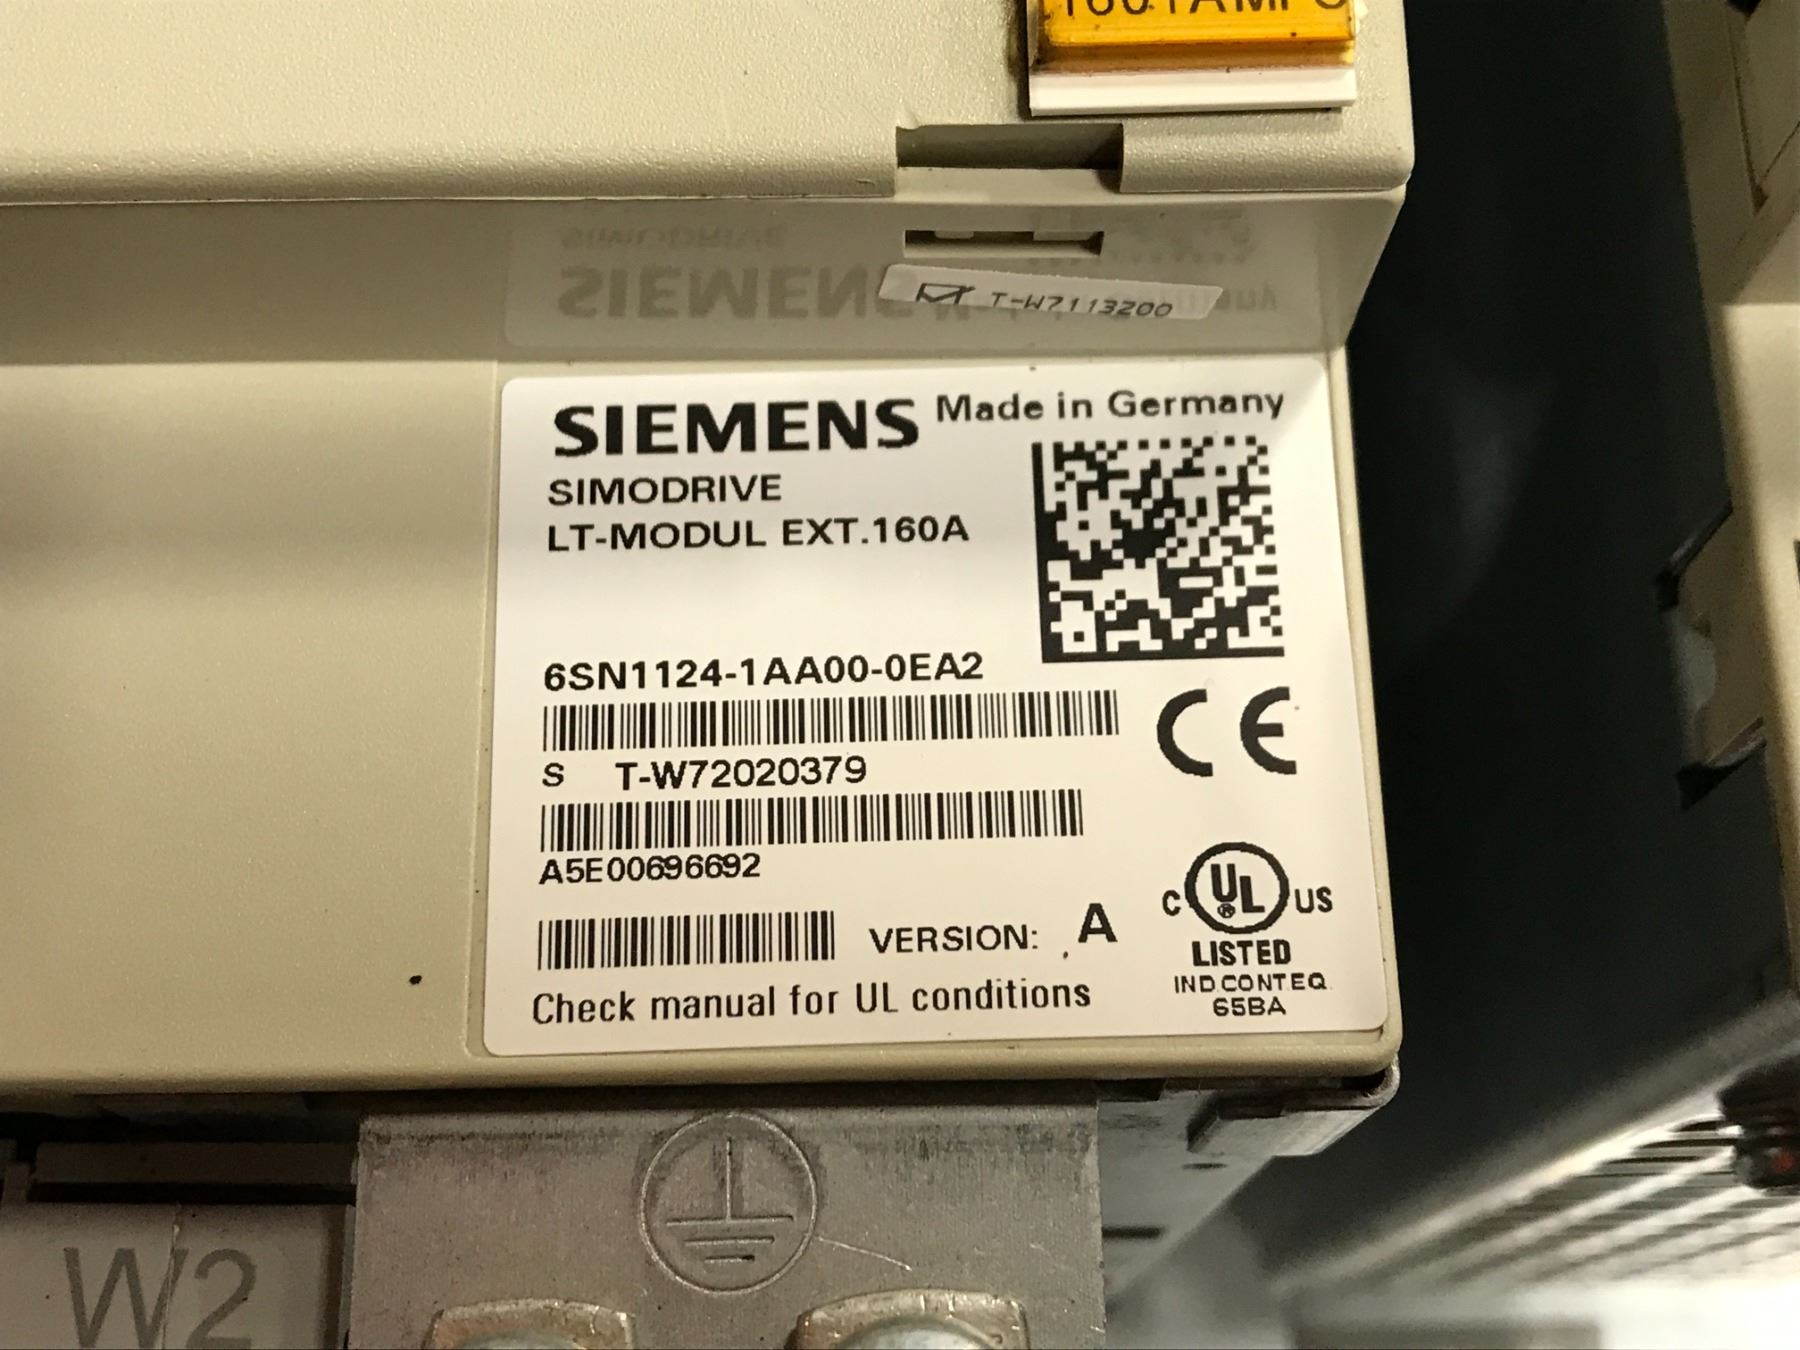 SIEMENS Made in Germany
SIMODRIVE
LT-MODUL EXT.160A
6SN1124-1AA00-0EA2
S T-W72020379
A5E00696692
VERSION: A
Check manual for UL conditions
CE
C UL US
LISTED
IND.CONT.EQ.
65BA
T-W7113200
W2